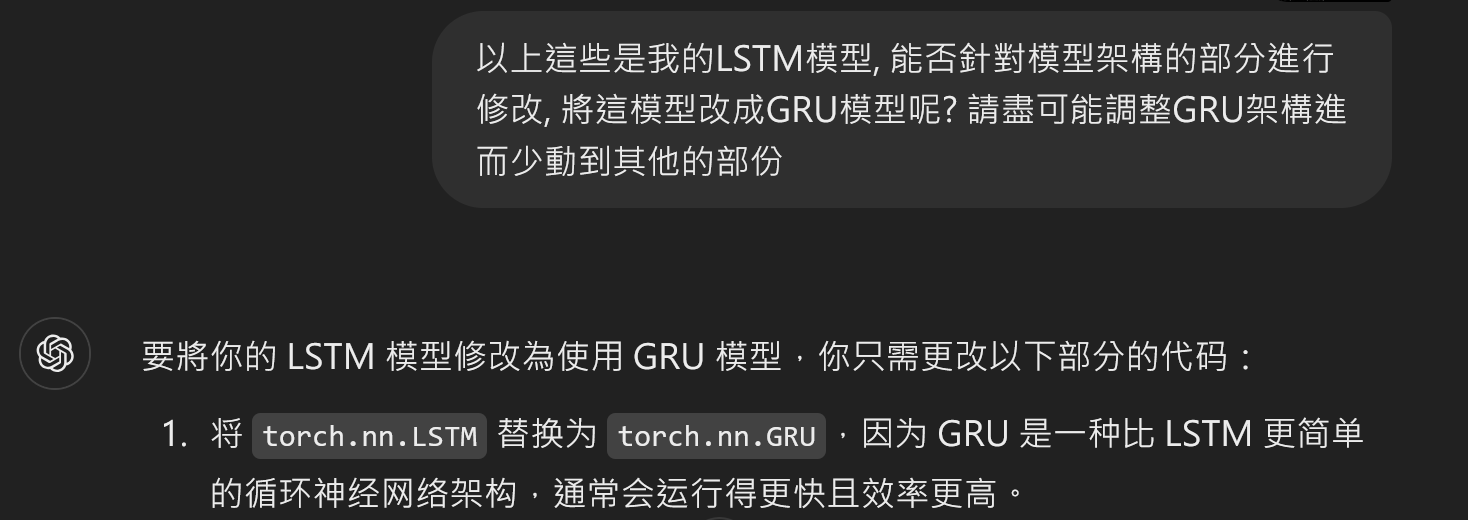 以上這些是我的LSTM模型, 能否針對模型架構的部分進行
修改, 將這模型改成GRU模型呢? 請盡可能調整GRU架構進
而少動到其他的部份
要將你的 LSTM 模型修改為使用 GRU 模型，你只需更改以下部分的代码：
1. 将 torch.nn.LSTM 替换为 torch.nn.GRU ，因为 GRU 是一种比 LSTM 更简单
的循环神经网络架构，通常会运行得更快且效率更高。